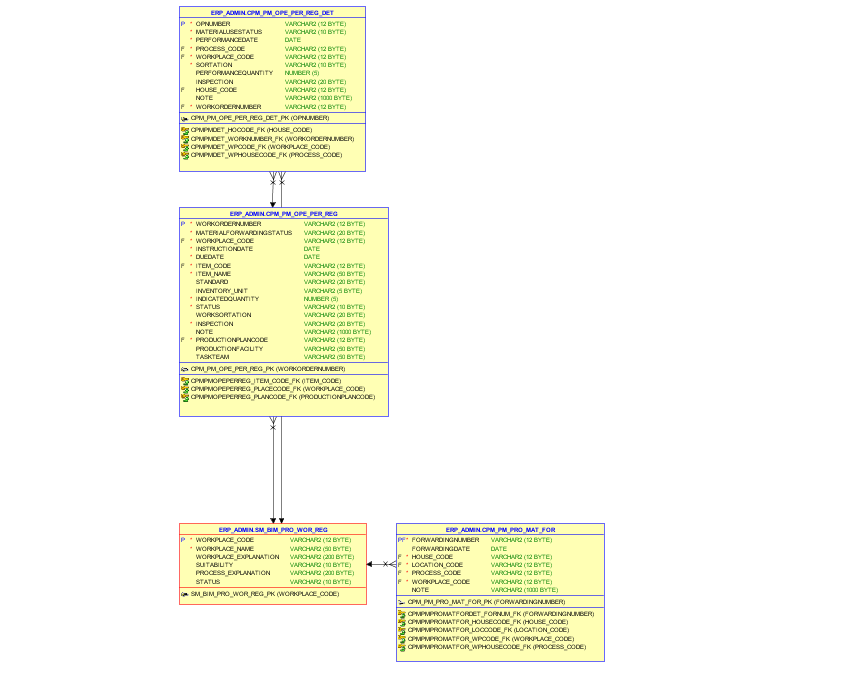 ERP_ADMIN.CPM_PM_OPE_PER_REG_DET
P * OPNUMBER VARCHAR2 (12 BYTE)
* MATERIALUSESTATUS VARCHAR2 (10 BYTE)
* PERFORMANCEDATE DATE
F * PROCESS_CODE VARCHAR2 (12 BYTE)
F * WORKPLACE_CODE VARCHAR2 (12 BYTE)
* SORTATION VARCHAR2 (10 BYTE)
PERFORMANCEQUANTITY NUMBER (5)
INSPECTION VARCHAR2 (20 BYTE)
F HOUSE_CODE VARCHAR2 (12 BYTE)
NOTE VARCHAR2 (1000 BYTE)
F * WORKORDERNUMBER VARCHAR2 (12 BYTE)
CPM_PM_OPE_PER_REG_DET_PK (OPNUMBER)
CPMPMDET_HOCODE_FK (HOUSE_CODE)
CPMPMDET_WORKNUMBER_FK (WORKORDERNUMBER)
CPMPMDET_WPCODE_FK (WORKPLACE_CODE)
CPMPMDET_WPHOUSECODE_FK (PROCESS_CODE)
ERP_ADMIN.CPM_PM_OPE_PER_REG
P * WORKORDERNUMBER VARCHAR2 (12 BYTE)
* MATERIALFORWARDINGSTATUS VARCHAR2 (20 BYTE)
F * WORKPLACE_CODE VARCHAR2 (12 BYTE)
* INSTRUCTIONDATE DATE
* DUEDATE DATE
F * ITEM_CODE VARCHAR2 (12 BYTE)
* ITEM_NAME VARCHAR2 (50 BYTE)
STANDARD VARCHAR2 (20 BYTE)
INVENTORY_UNIT VARCHAR2 (5 BYTE)
* INDICATEDQUANTITY NUMBER (5)
* STATUS VARCHAR2 (10 BYTE)
WORKSORTATION VARCHAR2 (20 BYTE)
* INSPECTION VARCHAR2 (20 BYTE)
NOTE VARCHAR2 (1000 BYTE)
F * PRODUCTIONPLANCODE VARCHAR2 (12 BYTE)
PRODUCTIONFACILITY VARCHAR2 (50 BYTE)
TASKTEAM VARCHAR2 (50 BYTE)
CPM_PM_OPE_PER_REG_PK (WORKORDERNUMBER)
CPMPMOPEPERREG_ITEM_CODE_FK (ITEM_CODE)
CPMPMOPEPERREG_PLACECODE_FK (WORKPLACE_CODE)
CPMPMOPEPERREG_PLANCODE_FK (PRODUCTIONPLANCODE)
ERP_ADMIN.SM_BIM_PRO_WOR_REG
P * WORKPLACE_CODE VARCHAR2 (12 BYTE)
* WORKPLACE_NAME VARCHAR2 (50 BYTE)
WORKPLACE_EXPLANATION VARCHAR2 (200 BYTE)
SUITABILITY VARCHAR2 (10 BYTE)
PROCESS_EXPLANATION VARCHAR2 (200 BYTE)
STATUS VARCHAR2 (10 BYTE)
SM_BIM_PRO_WOR_REG_PK (WORKPLACE_CODE)
ERP_ADMIN.CPM_PM_PRO_MAT_FOR
PF * FORWARDINGNUMBER VARCHAR2 (12 BYTE)
FORWARDINGDATE DATE
F * HOUSE_CODE VARCHAR2 (12 BYTE)
F * LOCATION_CODE VARCHAR2 (12 BYTE)
F * PROCESS_CODE VARCHAR2 (12 BYTE)
F * WORKPLACE_CODE VARCHAR2 (12 BYTE)
NOTE VARCHAR2 (1000 BYTE)
CPM_PM_PRO_MAT_FOR_PK (FORWARDINGNUMBER)
CPMPMPROMATFORDET_FORNUM_FK (FORWARDINGNUMBER)
CPMPMPROMATFOR_HOUSECODE_FK (HOUSE_CODE)
CPMPMPROMATFOR_LOCCODE_FK (LOCATION_CODE)
CPMPMPROMATFOR_WPCODE_FK (WORKPLACE_CODE)
CPMPMPROMATFOR_WPHOUSECODE_FK (PROCESS_CODE)